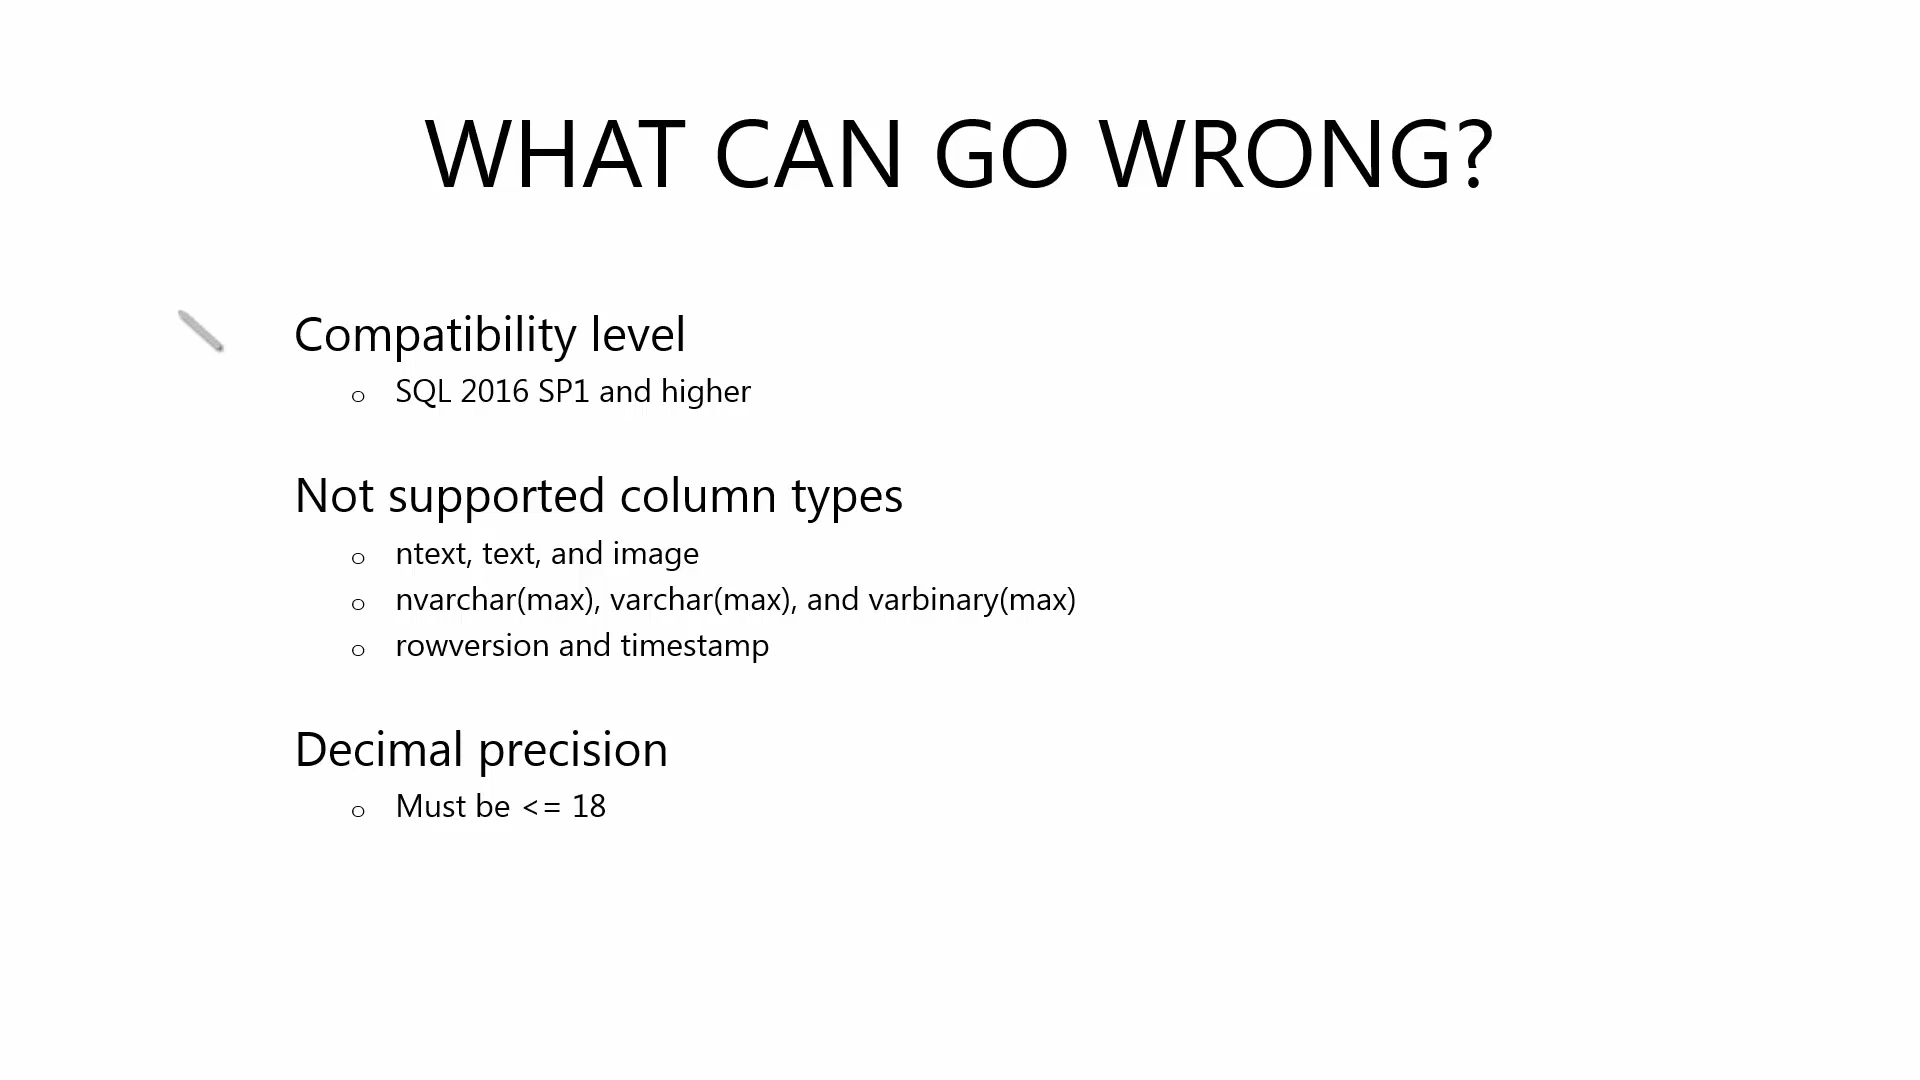 WHAT CAN GO WRONG?
Compatibility level
o SQL 2016 SP1 and higher
Not supported column types
o ntext, text, and image
o nvarchar(max), varchar(max), and varbinary(max)
o rowversion and timestamp
Decimal precision
o Must be <= 18